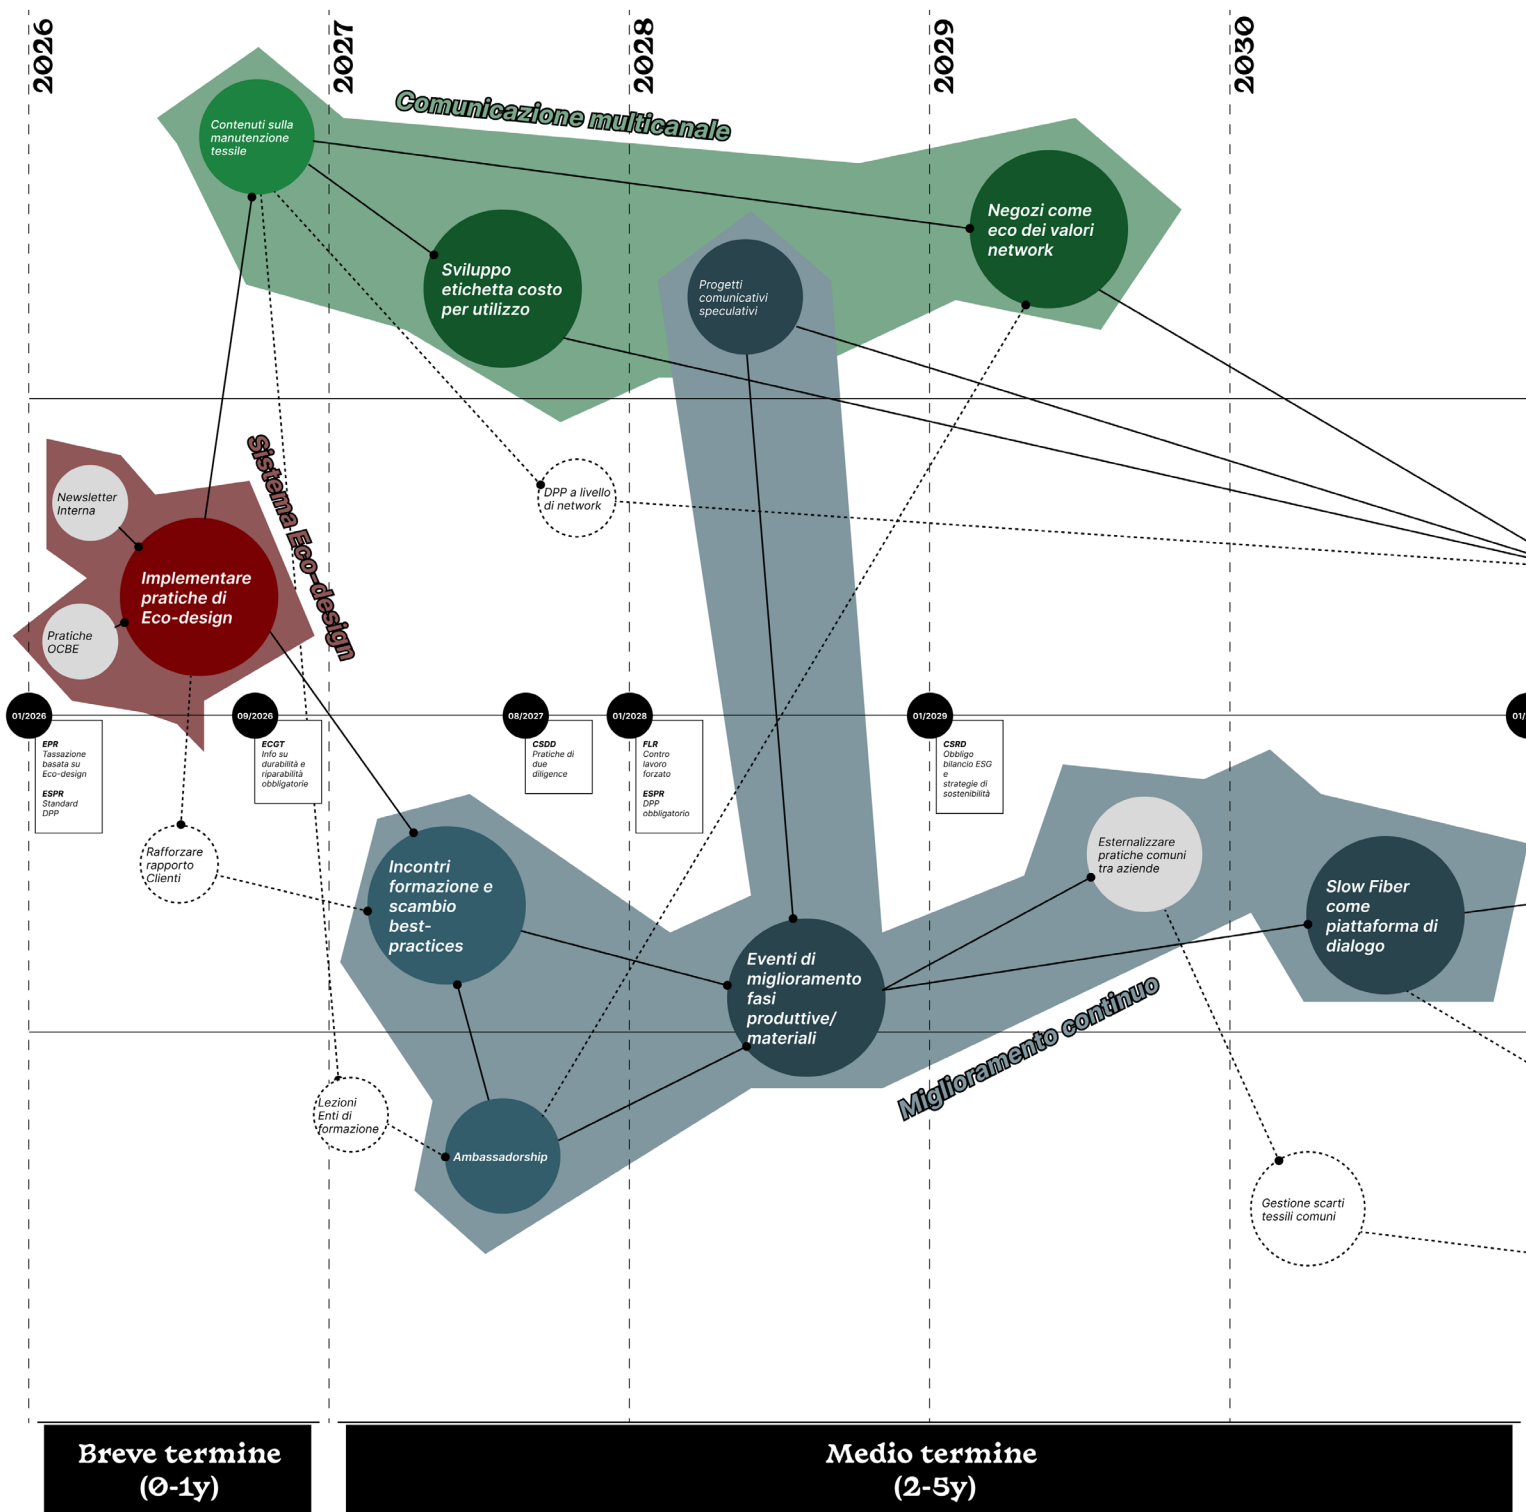 2026
2027
2028
2029
2030
Comunicazione multicanale
Contenuti sulla
manutenzione
tessile
Negozi come
eco dei valori
network
Sviluppo
etichetta costo
per utilizzo
Progetti
comunicativi
speculativi
Sistema Eco-design
Newsletter
Interna
DPP a livello
di network
Implementare
pratiche di
Eco-design
Pratiche
OCBE
01/2026
09/2026
08/2027
01/2028
01/2029
01/
EPR
Tassazione
basata su
Eco-design
ESPR
Standard
DPP
ECGT
Info su
durabilità e
riparabilità
obbligatorie
CSDD
Pratiche di
due
diligence
FLR
Contro
lavoro
forzato
ESPR
DPP
obbligatorio
CSRD
Obbligo
bilancio ESG
e
strategie di
sostenibilità
Rafforzare
rapporto
Clienti
Incontri
formazione e
scambio
best-
practices
Esternalizzare
pratiche comuni
tra aziende
Slow Fiber
come
piattaforma di
dialogo
Eventi di
miglioramento
fasi
produttive/
materiali
Miglioramento continuo
Lezioni
Enti di
formazione
Ambassadorship
Gestione scarti
tessili comuni
Breve termine
(0-1y)
Medio termine
(2-5y)